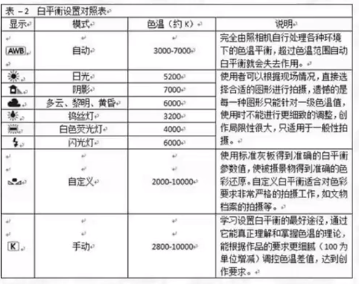 表 -2 白平衡设置对照表
显示 模式 色温（约K） 说明
AWB 自动 3000-7000 完全由照相机自行处理各种环境
下的色温平衡，超过色温范围自动
白平衡就会失去去作用。
日光 5200 使用者可以根据现场情况，直接选
阴影 7000 择合适的图形进行拍摄，遗憾的是
多云、黎明、黄昏 6000 每一种图形只能针对一级色温值，
钨丝灯 3200 使用时不能进行更细致的调整，创
白色荧光灯 4000 作局限性很大，只适用于一般性拍
闪光灯 6000 摄。
自定义 2000-10000 使用标准灰板得到准确的白平衡
参数值，使被摄景物得到准确的色
彩还原。自定义白平衡适合对色彩
要求非常严格的拍摄工作，如文物
档案的拍摄等。
K 手动 2800-10000 学习设置白平衡的最好途径，通过
它能真正理解和掌握色温的理论，
能根据作品的要求更细腻（100 为
单位增减）调控色温差值，达到创
作要求。